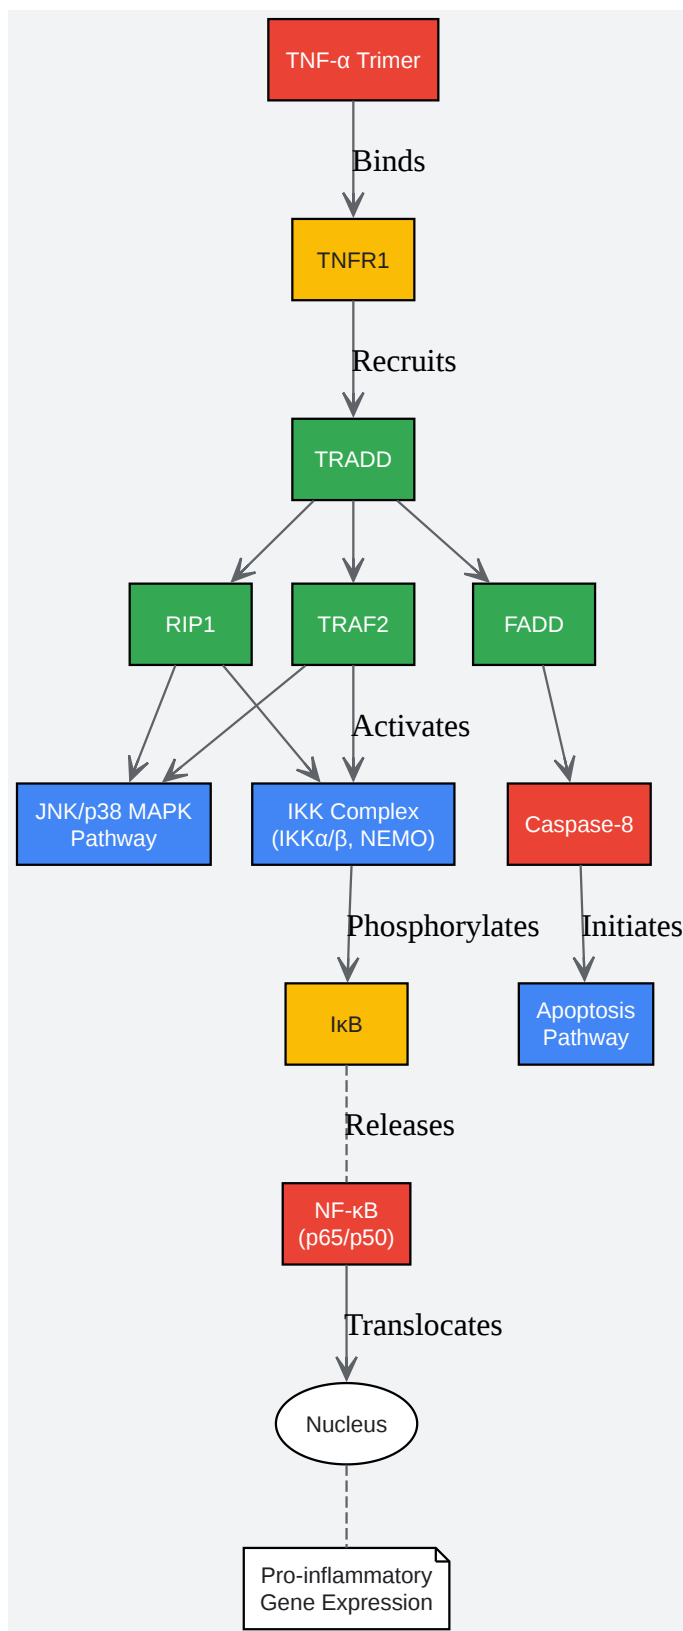 TNF-α Trimer
Binds
TNFR1
Recruits
TRADD
RIP1
TRAF2
FADD
Activates
JNK/p38 MAPK
Pathway
IKK Complex
(IKKα/β, NEMO)
Caspase-8
Phosphorylates
Initiates
IκB
Apoptosis
Pathway
Releases
NF-κB
(p65/p50)
Translocates
Nucleus
Pro-inflammatory
Gene Expression